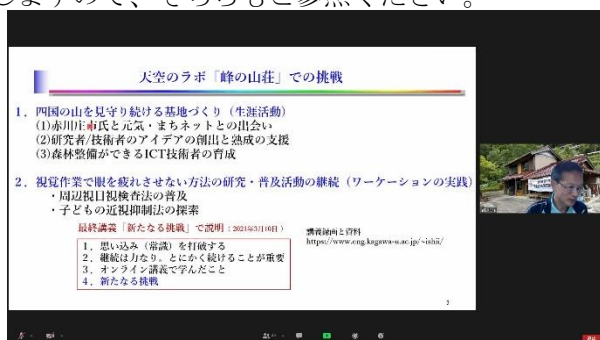 しますので、そちらもご参照ください。
天空のラボ「峰の山荘」での挑戦
1．四国の山を見守り続ける基地づくり（生涯活動）
(1)赤川庄市氏と元気・まちネットとの出会い
(2)研究者/技術者のアイデアの創出と熟成の支援
(3)森林整備ができるICT技術者の育成
2．視覚作業で眼を疲れさせない方法の研究・普及活動の継続（ワーケーションの実践）
・周辺視目視検査法の普及
・子どもの近視抑制法の探索
最終講義「新たなる挑戦」で説明：2021年3月10日）
1．思い込み（常識）を打破する
2．継続は力なり。とにかく続けることが重要
3．オンライン講義で学んだこと
4．新たなる挑戦
講義録画と資料
https://www.eng.kagawa-u.ac.jp/~ishii/